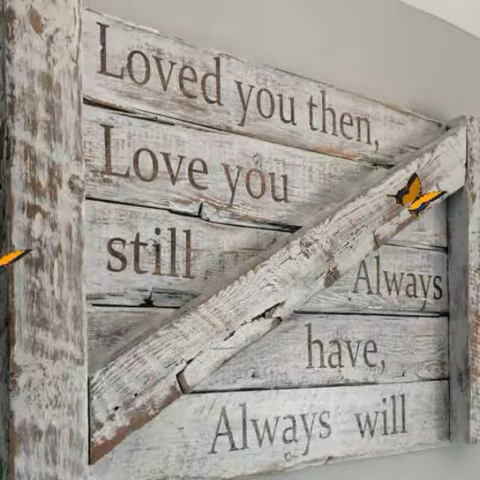 Loved you then,
Love you
still
Always
have,
Always will